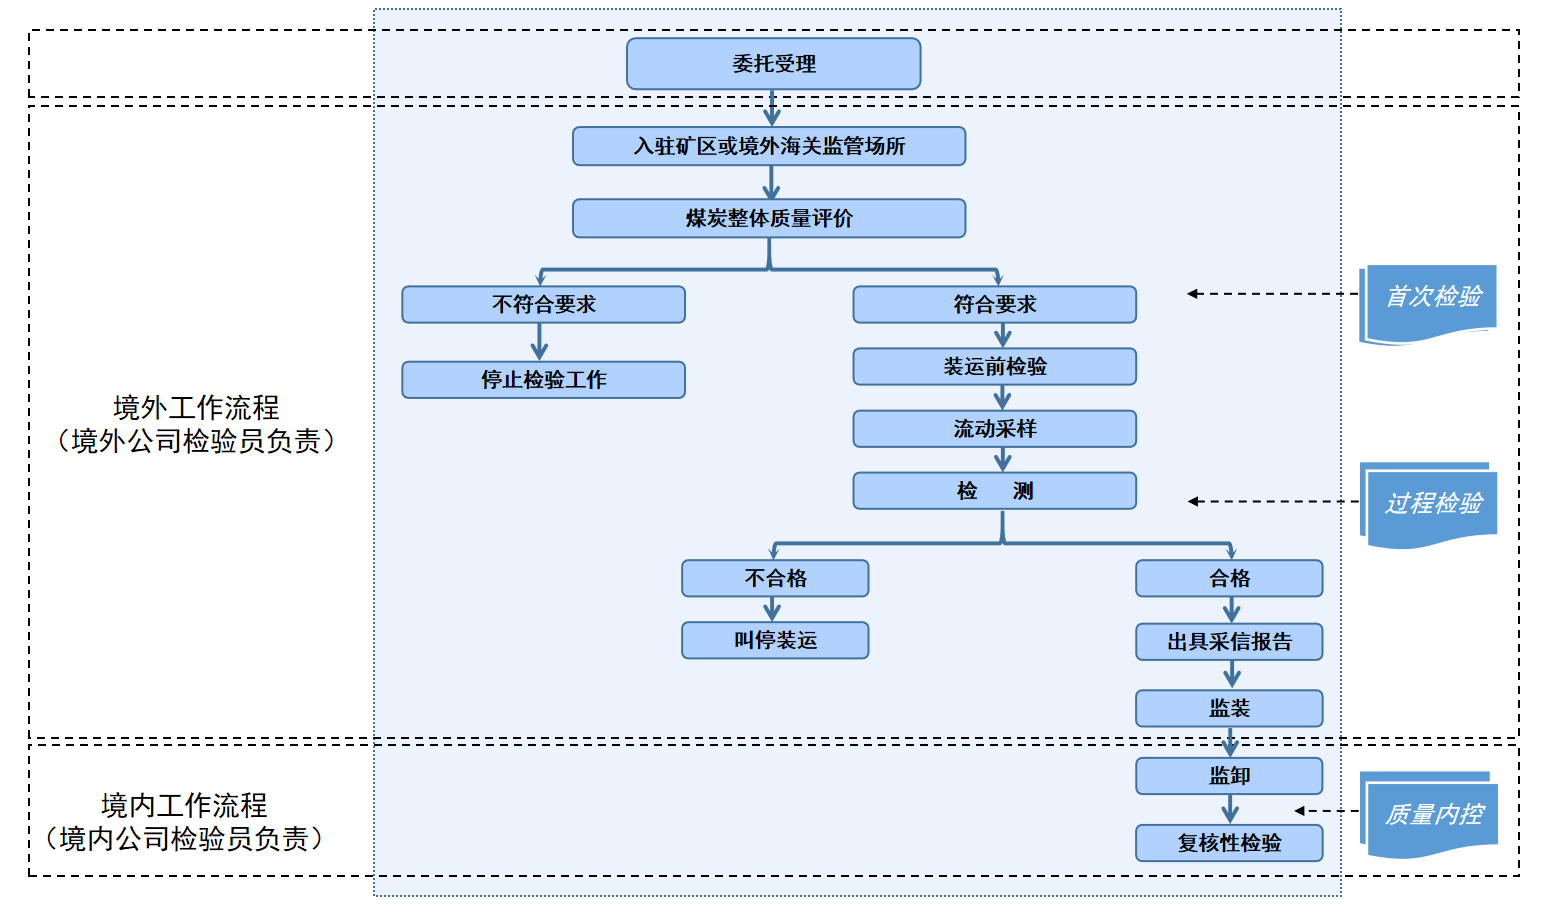 委托受理
入驻矿区或境外海关监管场所
煤炭整体质量评价
不符合要求
符合要求
首次检验
停止检验工作
装运前检验
境外工作流程
（境外公司检验员负责）
流动采样
检 测
过程检验
不合格
合格
叫停装运
出具采信报告
监装
监卸
境内工作流程
（境内公司检验员负责）
质量内控
复核性检验